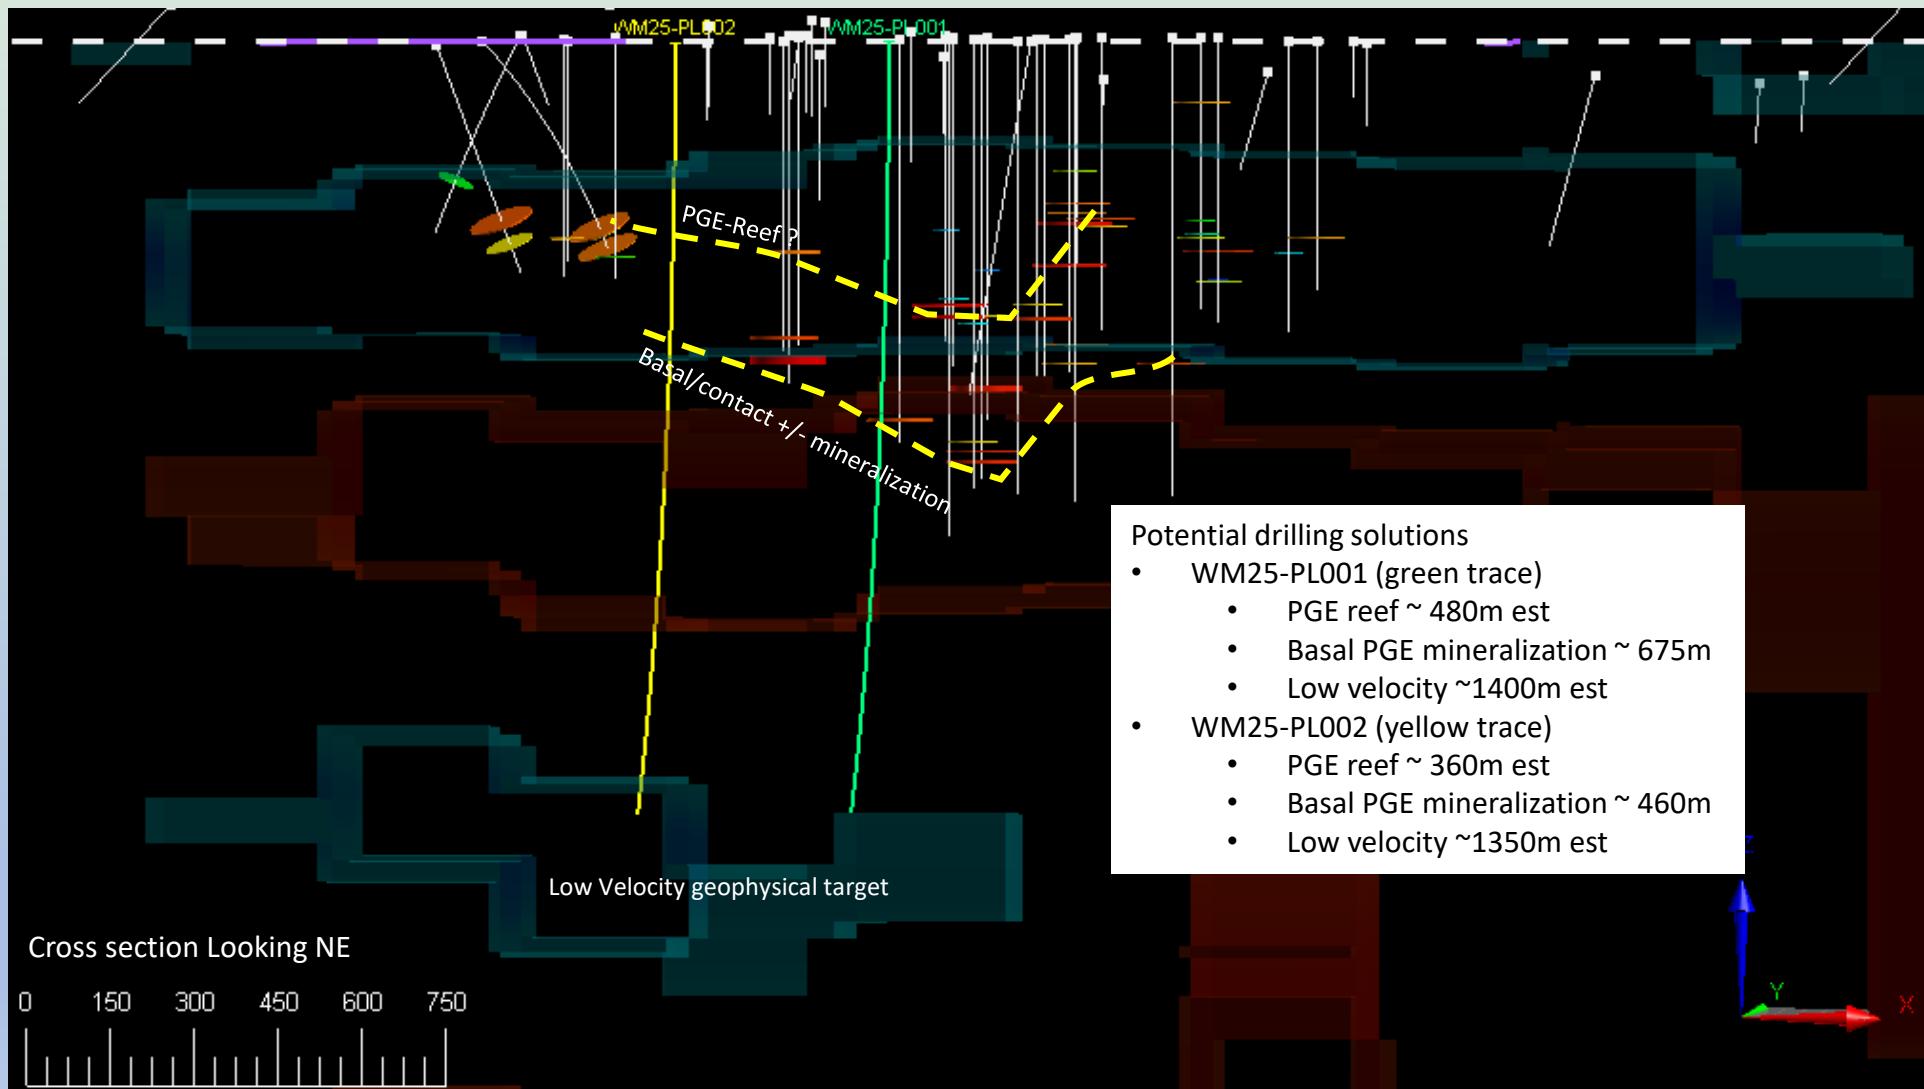 WM25-PL002
WM25-PL001
PGE-Reef ?
Basal/contact +/- mineralization
Potential drilling solutions
• WM25-PL001 (green trace)
• PGE reef ~ 480m est
• Basal PGE mineralization ~ 675m
• Low velocity ~1400m est
• WM25-PL002 (yellow trace)
• PGE reef ~ 360m est
• Basal PGE mineralization ~ 460m
• Low velocity ~1350m est
Z
Low Velocity geophysical target
Cross section Looking NE
0 150 300 450 600 750
Y
X